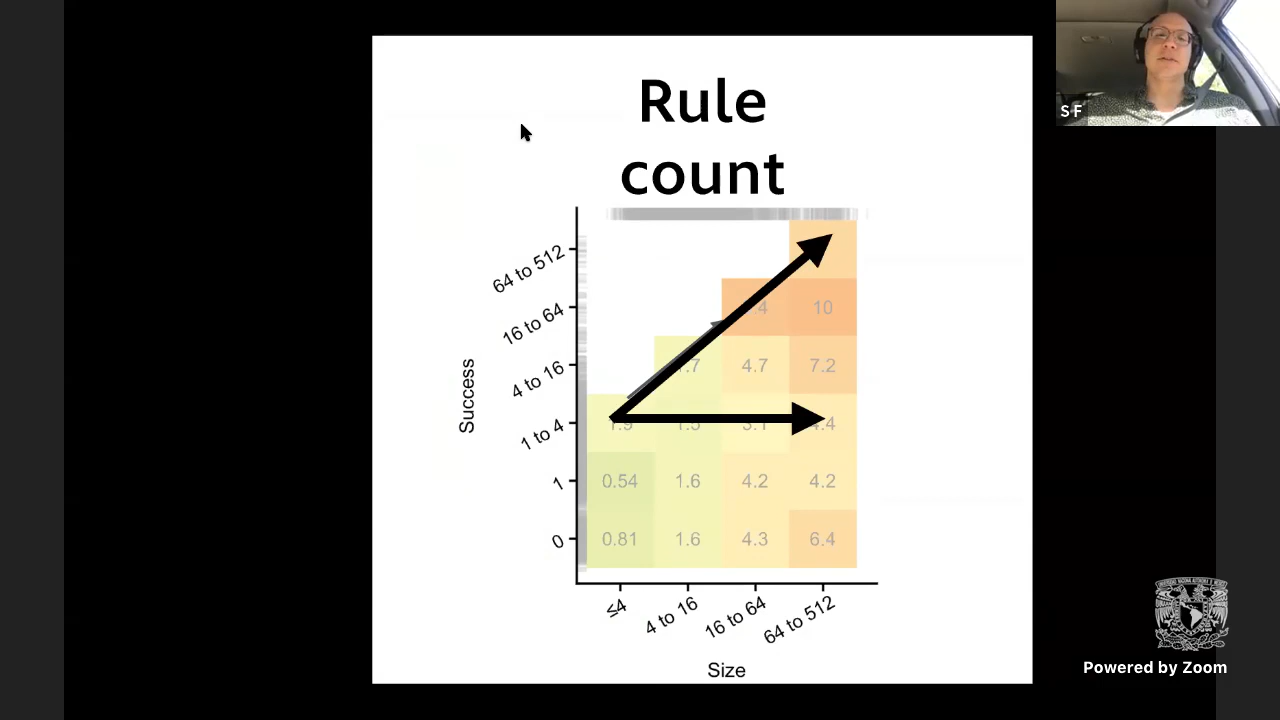 S F
Rule
count
Success
64 to 512
16 to 64
10
4 to 16
4.7
7.2
1 to 4
1
0.54
1.6
4.2
4.2
0
0.81
1.6
4.3
6.4
≤4
4 to 16
16 to 64
64 to 512
Size
Powered by Zoom